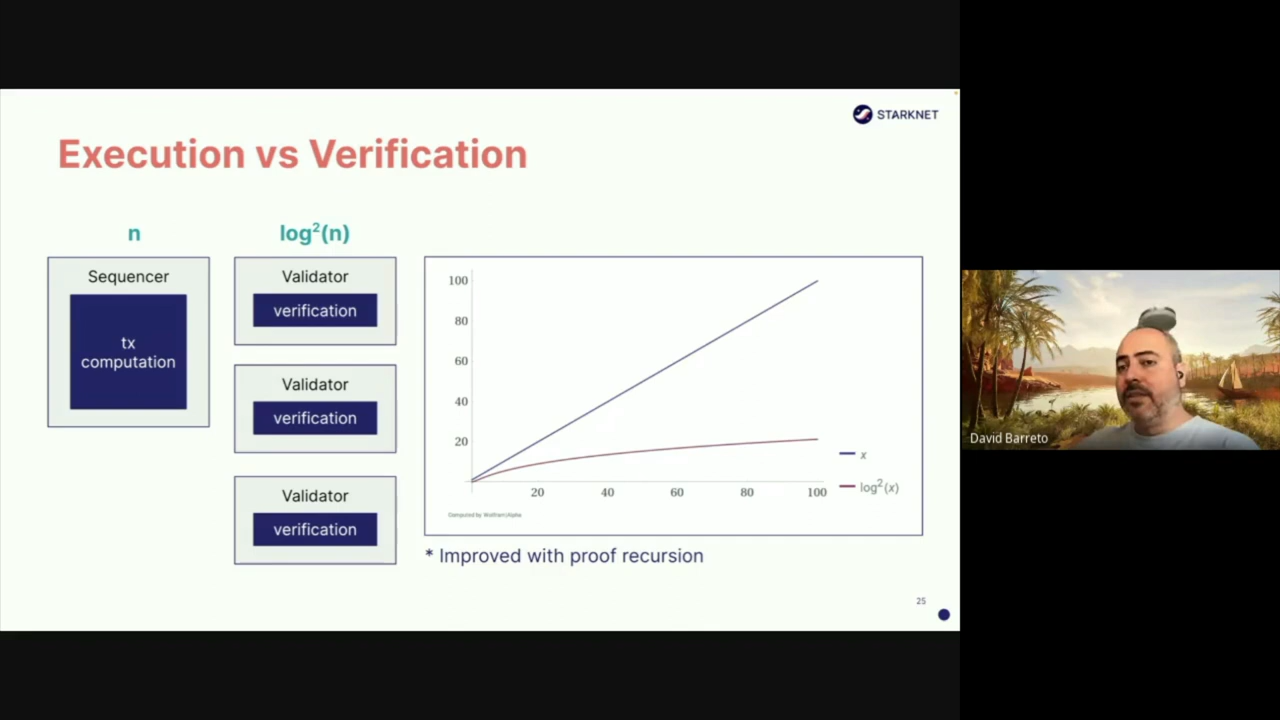 STARKNET
Execution vs Verification
n
log²(n)
Sequencer
tx
computation
Validator
verification
Validator
verification
Validator
verification
100
80
60
40
20
20 40 60 80 100
x
log²(x)
Computed by Wolfram|Alpha
* Improved with proof recursion
25
David Barreto